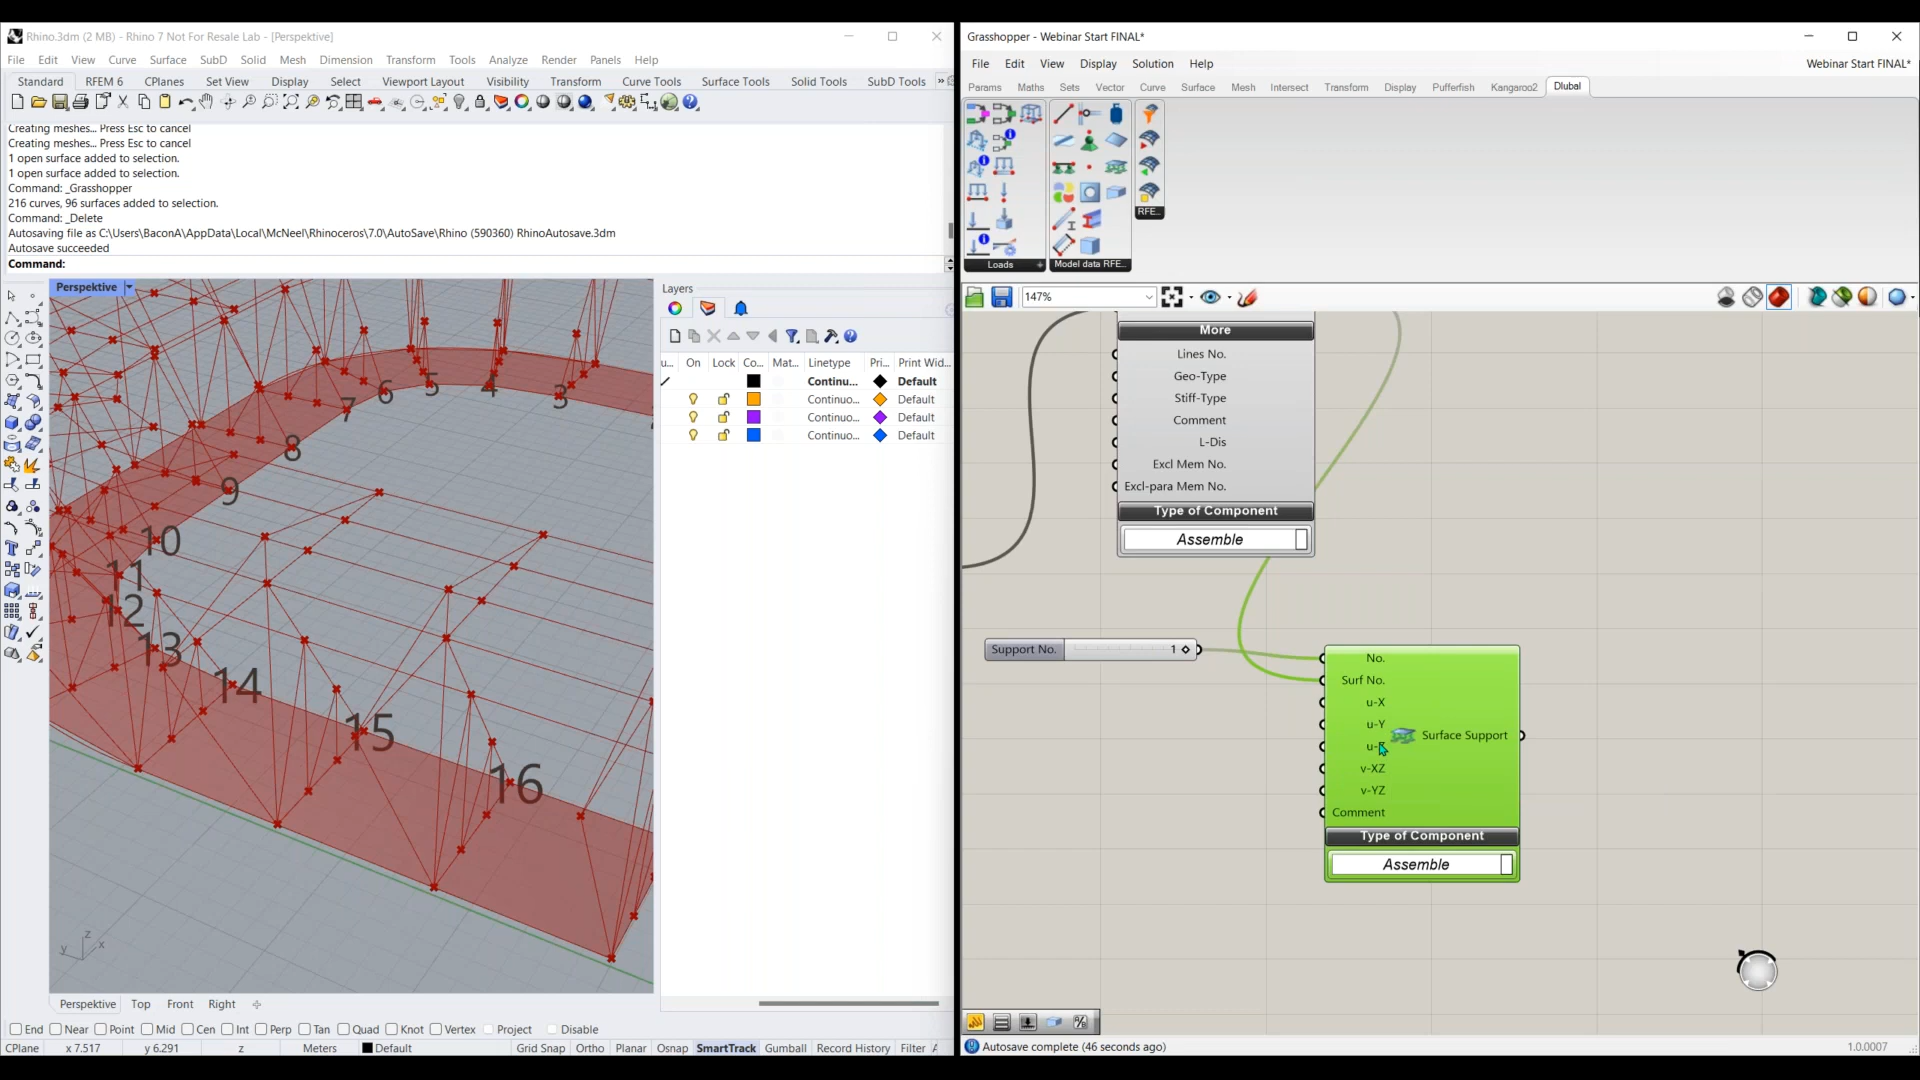 Rhino.3dm (2 MB) - Rhino 7 Not For Resale Lab - [Perspektive]
File Edit View Curve Surface SubD Solid Mesh Dimension Transform Tools Analyze Render Panels Help
Standard RFEM 6 CPlanes Set View Display Select Viewport Layout Visibility Transform Curve Tools Surface Tools Solid Tools SubD Tools »
Creating meshes... Press Esc to cancel
Creating meshes... Press Esc to cancel
1 open surface added to selection.
1 open surface added to selection.
Command: _Grasshopper
216 curves, 96 surfaces added to selection.
Command: _Delete
Autosaving file as C:\Users\BaconA\AppData\Local\McNeel\Rhinoceros\7.0\AutoSave\Rhino (590360) RhinoAutosave.3dm
Autosave succeeded
Command:
Perspektive
3
4
5
6
7
8
9
10
11
12
13
14
15
16
z
y x
Layers
u... On Lock Co... Mat... Linetype Pri... Print Wid...
Continu... Default
Continuo... Default
Continuo... Default
Continuo... Default
Perspektive Top Front Right
End Near Point Mid Cen Int Perp Tan Quad Knot Vertex Project Disable
CPlane x 7.517 y 6.291 z Meters Default Grid Snap Ortho Planar Osnap SmartTrack Gumball Record History Filter
Grasshopper - Webinar Start FINAL*
File Edit View Display Solution Help
Webinar Start FINAL*
Params Maths Sets Vector Curve Surface Mesh Intersect Transform Display Pufferfish Kangaroo2 Dlubal
RFE...
Loads
Model data RFE...
147%
More
Lines No.
Geo-Type
Stiff-Type
Comment
L-Dis
Excl Mem No.
Excl-para Mem No.
Type of Component
Assemble
Support No. 1
No.
Surf No.
u-X
u-Y
Surface Support
v-XZ
v-YZ
Comment
Type of Component
Assemble
Autosave complete (46 seconds ago)
1.0.0007